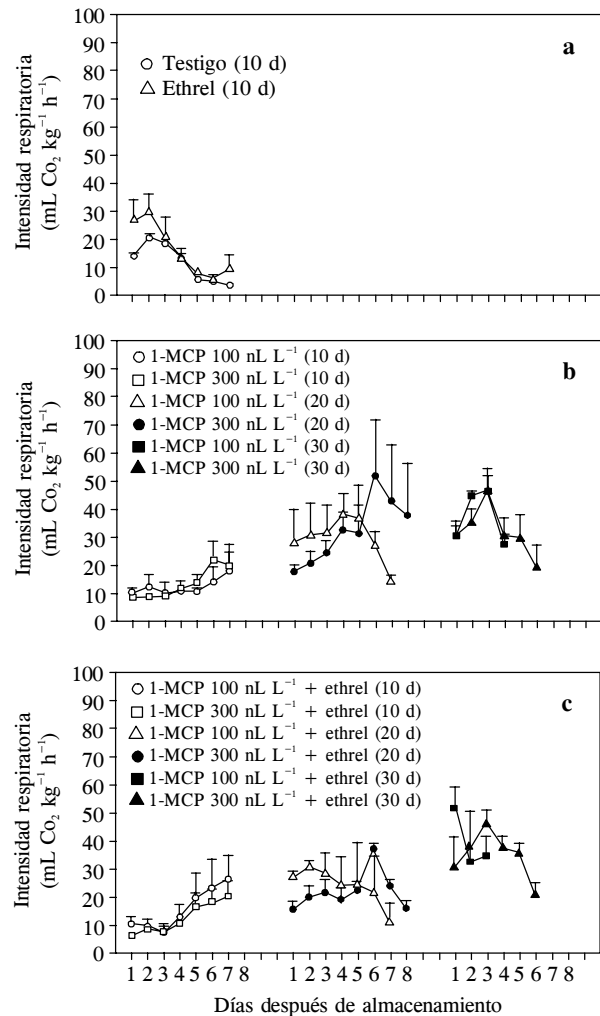 a
Intensidad respiratoria
(mL Co₂ kg⁻¹ h⁻¹)
100
90
80
70
60
50
40
30
20
10
0
Testigo (10 d)
Ethrel (10 d)
b
Intensidad respiratoria
(mL Co₂ kg⁻¹ h⁻¹)
100
90
80
70
60
50
40
30
20
10
0
1-MCP 100 nL L⁻¹ (10 d)
1-MCP 300 nL L⁻¹ (10 d)
1-MCP 100 nL L⁻¹ (20 d)
1-MCP 300 nL L⁻¹ (20 d)
1-MCP 100 nL L⁻¹ (30 d)
1-MCP 300 nL L⁻¹ (30 d)
c
Intensidad respiratoria
(mL Co₂ kg⁻¹ h⁻¹)
100
90
80
70
60
50
40
30
20
10
0
1-MCP 100 nL L⁻¹ + ethrel (10 d)
1-MCP 300 nL L⁻¹ + ethrel (10 d)
1-MCP 100 nL L⁻¹ + ethrel (20 d)
1-MCP 300 nL L⁻¹ + ethrel (20 d)
1-MCP 100 nL L⁻¹ + ethrel (30 d)
1-MCP 300 nL L⁻¹ + ethrel (30 d)
1 2 3 4 5 6 7 8 1 2 3 4 5 6 7 8 1 2 3 4 5 6 7 8
Días después de almacenamiento